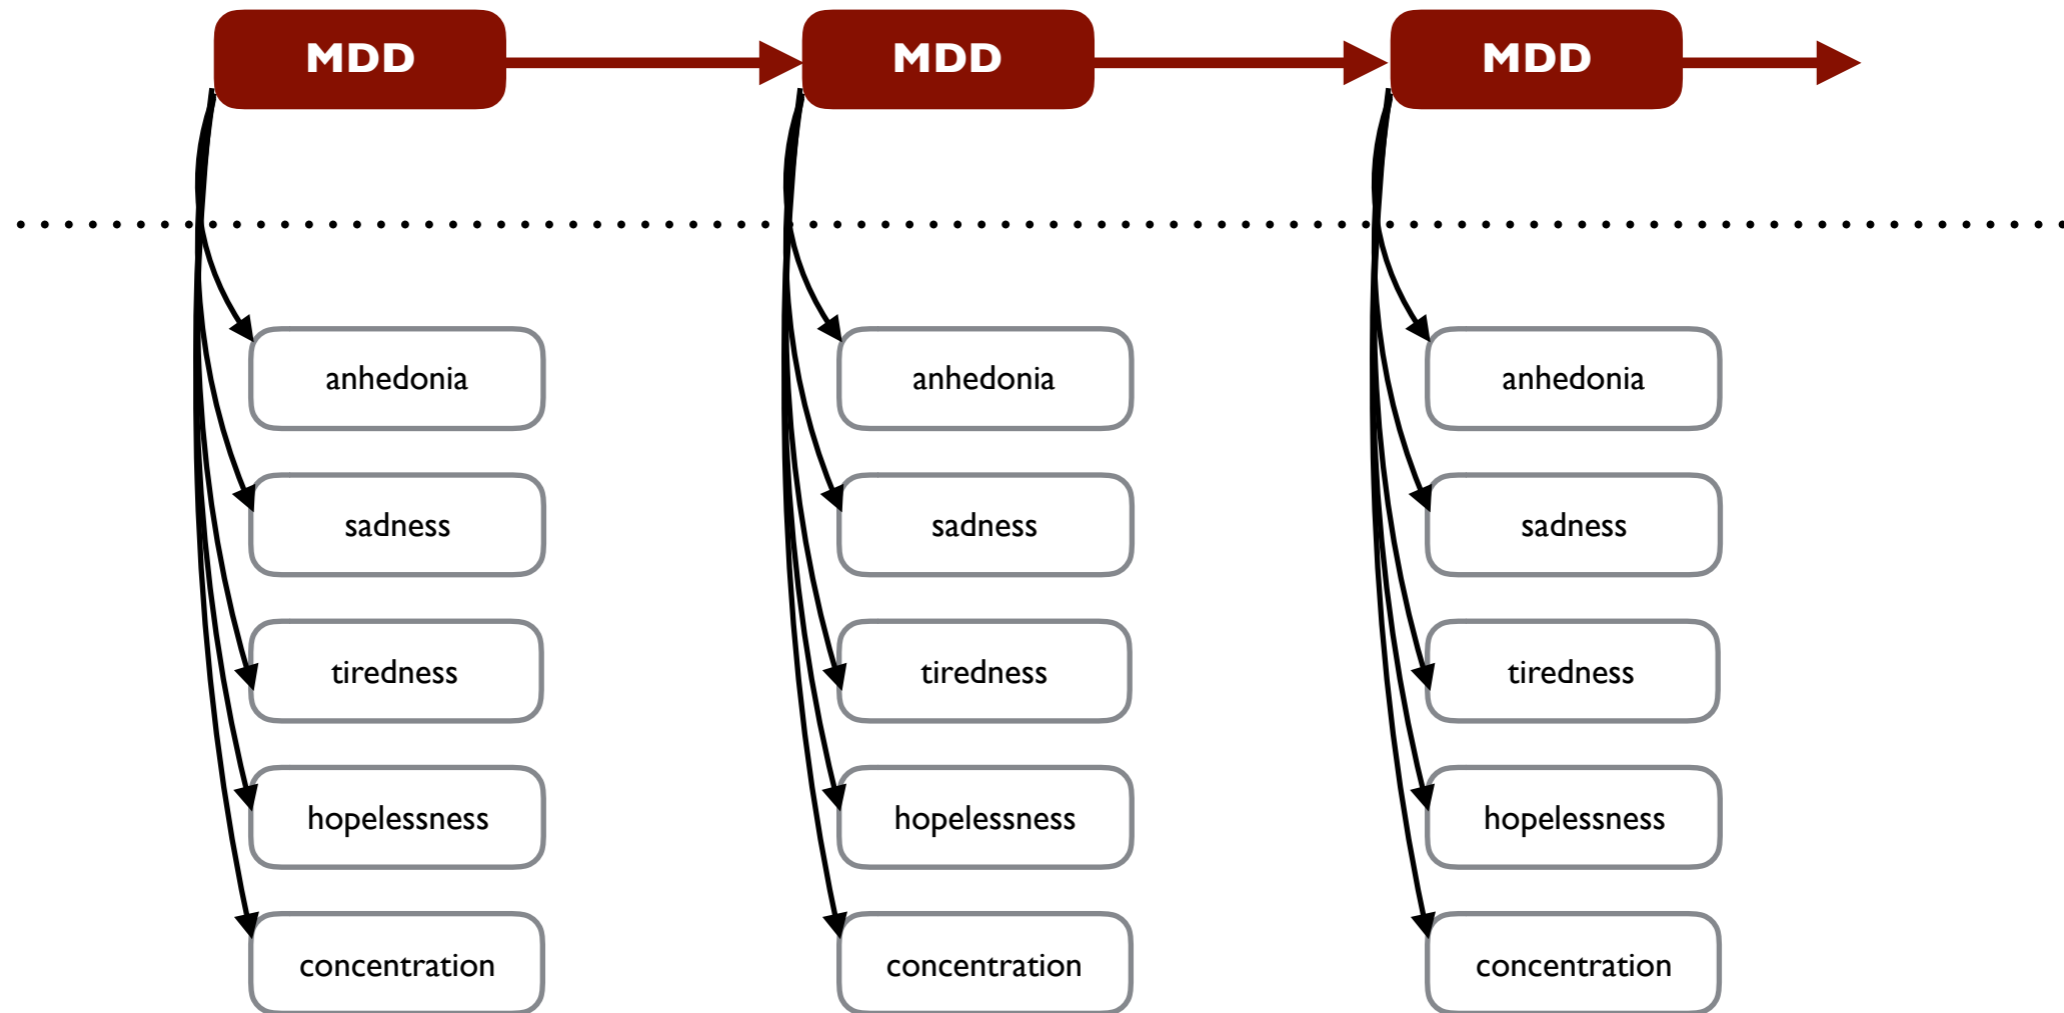 MDD
MDD
MDD
anhedonia
anhedonia
anhedonia
sadness
sadness
sadness
tiredness
tiredness
tiredness
hopelessness
hopelessness
hopelessness
concentration
concentration
concentration